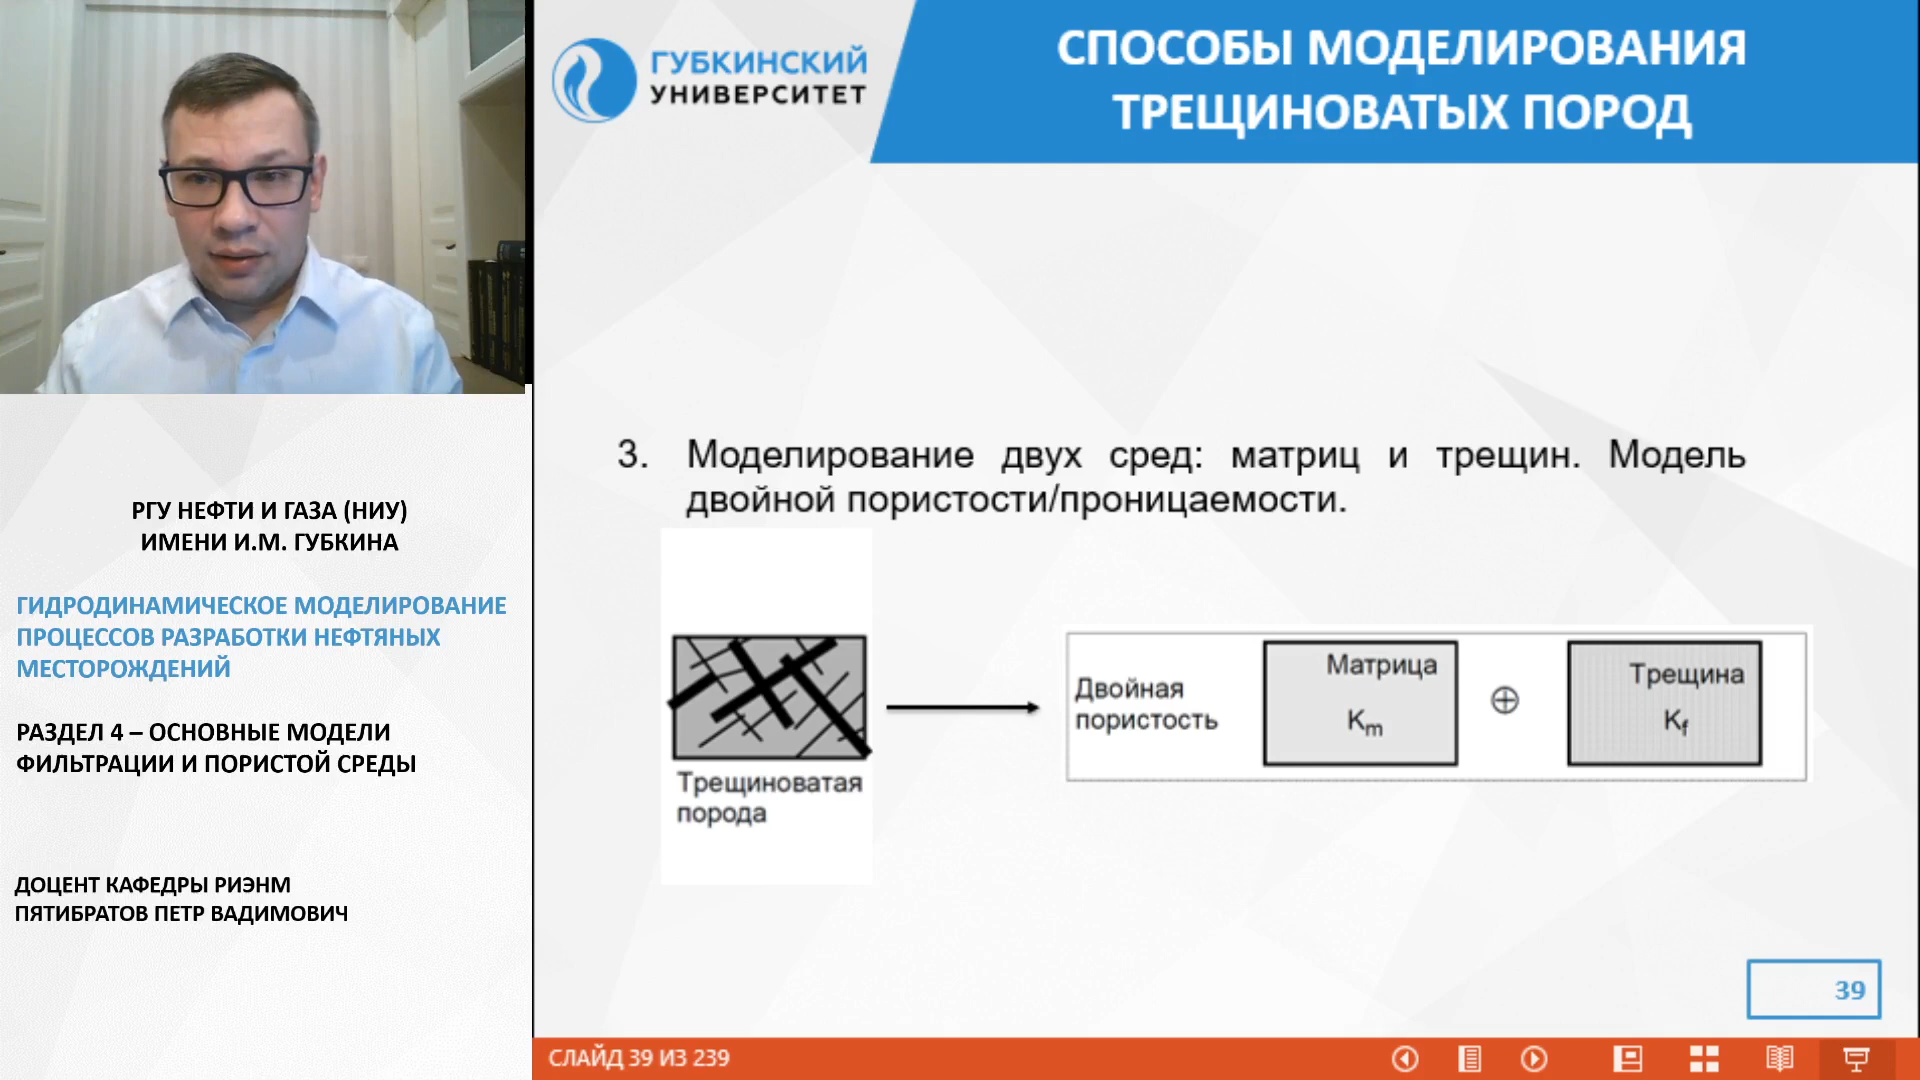 РГУ НЕФТИ И ГАЗА (НИУ)
ИМЕНИ И.М. ГУБКИНА
ГИДРОДИНАМИЧЕСКОЕ МОДЕЛИРОВАНИЕ
ПРОЦЕССОВ РАЗРАБОТКИ НЕФТЯНЫХ
МЕСТОРОЖДЕНИЙ
РАЗДЕЛ 4 – ОСНОВНЫЕ МОДЕЛИ
ФИЛЬТРАЦИИ И ПОРИСТОЙ СРЕДЫ
ДОЦЕНТ КАФЕДРЫ РИЭНМ
ПЯТИБРАТОВ ПЕТР ВАДИМОВИЧ
ГУБКИНСКИЙ
УНИВЕРСИТЕТ
СПОСОБЫ МОДЕЛИРОВАНИЯ
ТРЕЩИНОВАТЫХ ПОРОД
3. Моделирование двух сред: матриц и трещин. Модель
двойной пористости/проницаемости.
Трещиноватая
порода
Двойная
пористость
Матрица
Km
⊕
Трещина
Kf
39
СЛАЙД 39 ИЗ 239